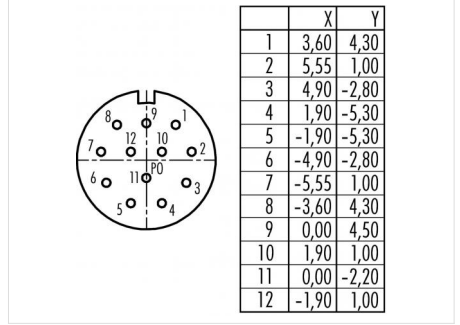 8 9 1
7 12 10 2
11 PO
6 3
5 4
X Y
1 3,60 4,30
2 5,55 1,00
3 4,90 -2,80
4 1,90 -5,30
5 -1,90 -5,30
6 -4,90 -2,80
7 -5,55 1,00
8 -3,60 4,30
9 0,00 4,50
10 1,90 1,00
11 0,00 -2,20
12 -1,90 1,00